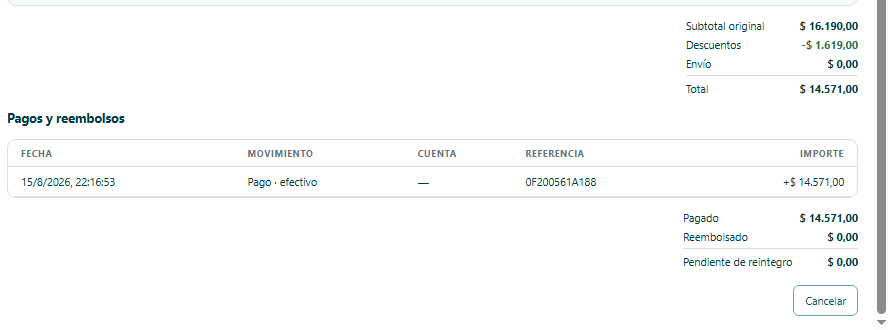 Subtotal original $ 16.190,00
Descuentos -$ 1.619,00
Envío $ 0,00
Total $ 14.571,00
Pagos y reembolsos
FECHA MOVIMIENTO CUENTA REFERENCIA IMPORTE
15/8/2026, 22:16:53 Pago · efectivo — 0F200561A188 +$ 14.571,00
Pagado $ 14.571,00
Reembolsado $ 0,00
Pendiente de reintegro $ 0,00
Cancelar